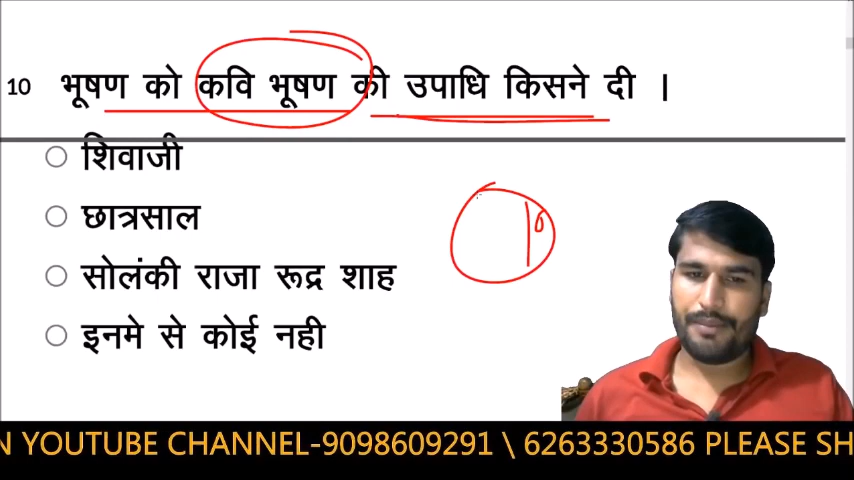 10 भूषण को कवि भूषण की उपाधि किसने दी ।
शिवाजी
छात्रसाल
सोलंकी राजा रूद्र शाह
इनमे से कोई नही
N YOUTUBE CHANNEL-9098609291 \ 6263330586 PLEASE SH